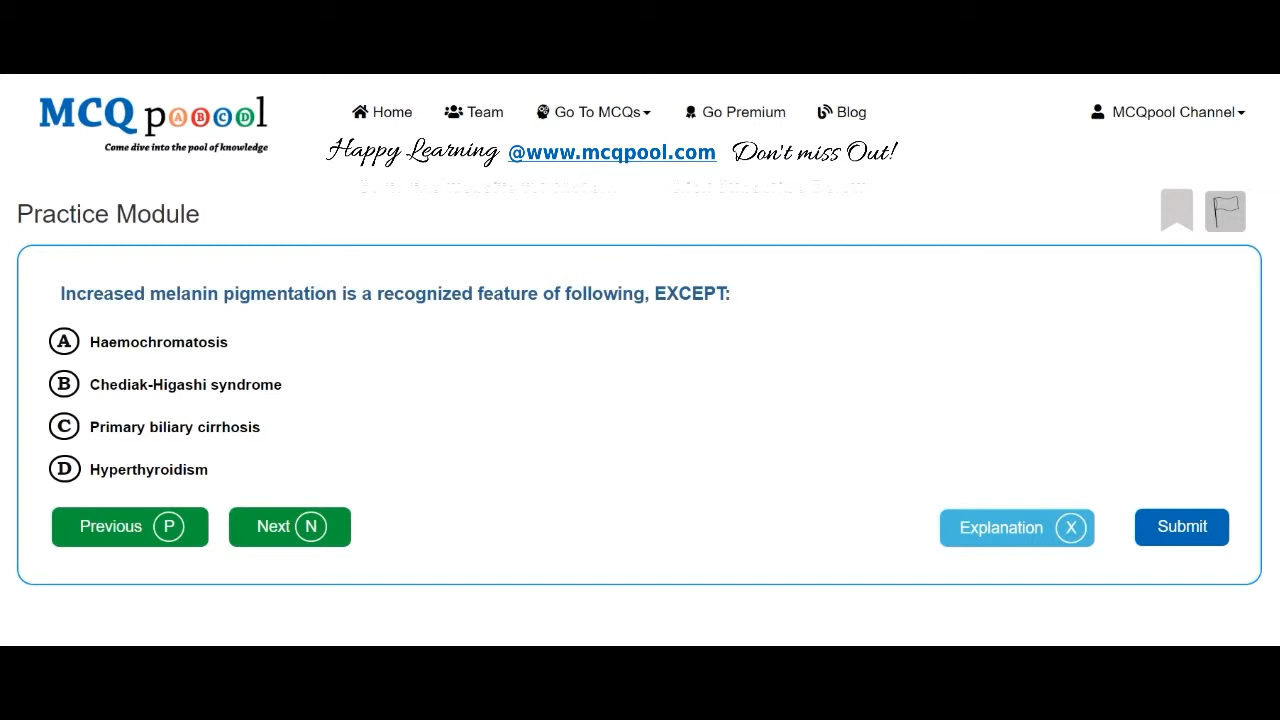 MCQ pooool
Come dive into the pool of knowledge
Home Team Go To MCQs Go Premium Blog MCQpool Channel
Happy Learning @www.mcqpool.com Don't miss Out!
Practice Module
Increased melanin pigmentation is a recognized feature of following, EXCEPT:
A Haemochromatosis
B Chediak-Higashi syndrome
C Primary biliary cirrhosis
D Hyperthyroidism
Previous P Next N Explanation X Submit